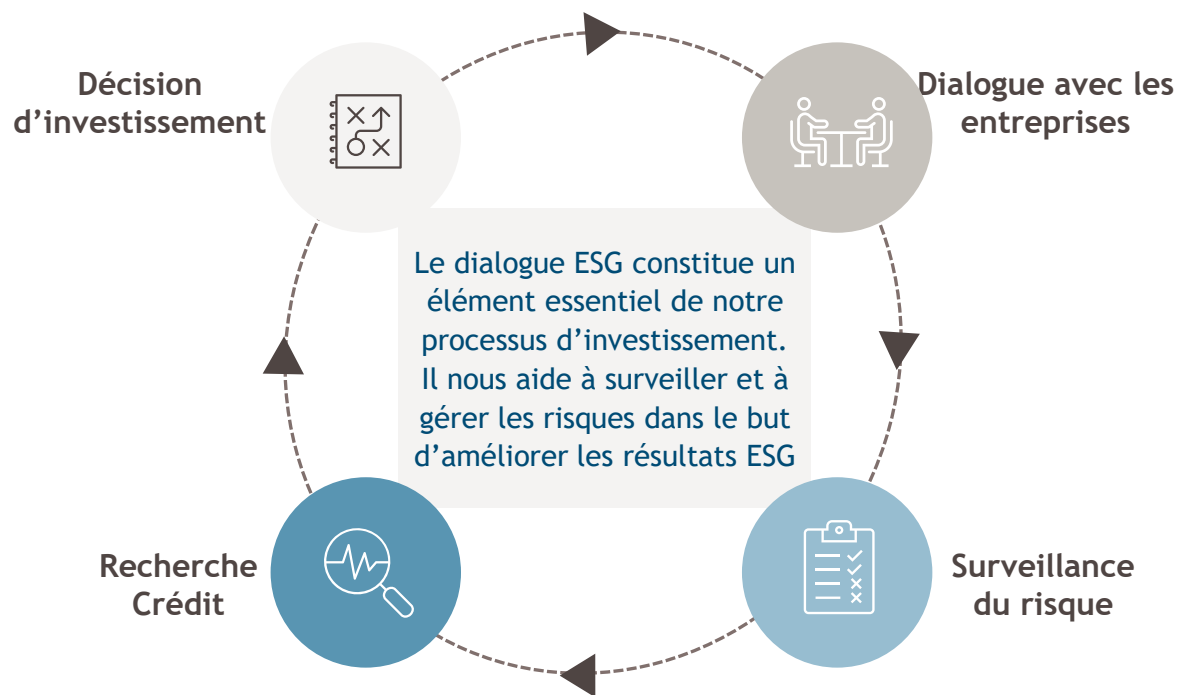 Décision
d’investissement
Dialogue avec les
entreprises
Le dialogue ESG constitue un
élément essentiel de notre
processus d’investissement.
Il nous aide à surveiller et à
gérer les risques dans le but
d’améliorer les résultats ESG
Recherche
Crédit
Surveillance
du risque